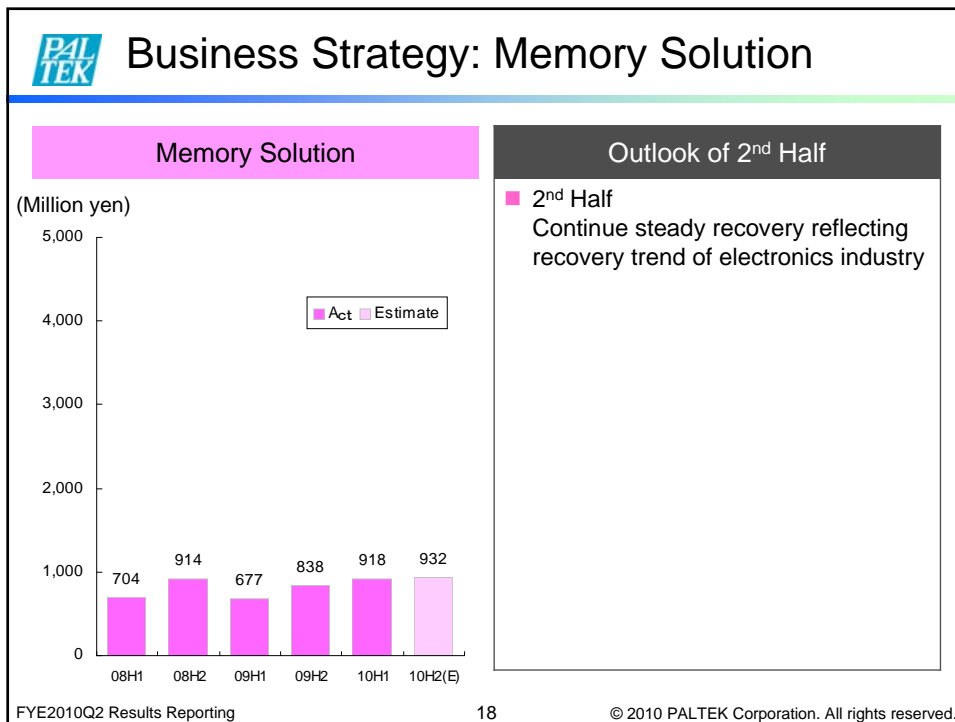 PAL
TEK
Business Strategy: Memory Solution
Memory Solution
(Million yen)
5,000
4,000
3,000
2,000
1,000
0
Act Estimate
704
914
677
838
918
932
08H1 08H2 09H1 09H2 10H1 10H2(E)
Outlook of 2nd Half
2nd Half
Continue steady recovery reflecting
recovery trend of electronics industry
FYE2010Q2 Results Reporting
18
© 2010 PALTEK Corporation. All rights reserved.